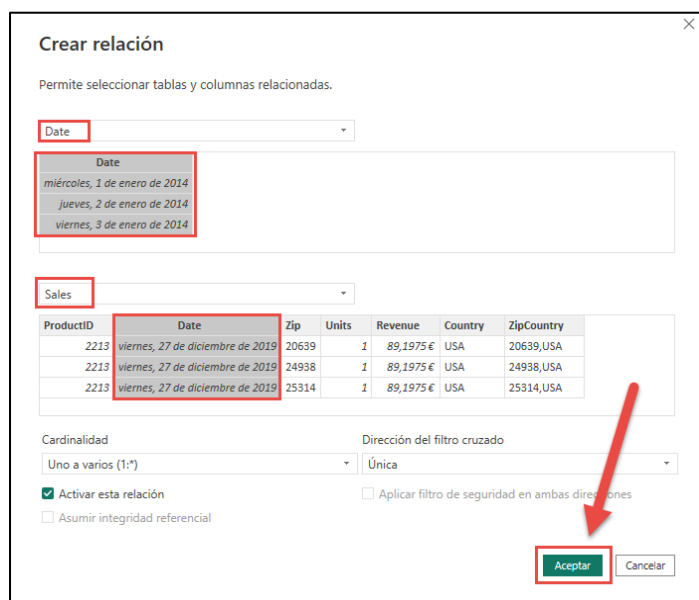 Crear relación
Permite seleccionar tablas y columnas relacionadas.
Date
Date
miércoles, 1 de enero de 2014
jueves, 2 de enero de 2014
viernes, 3 de enero de 2014
Sales
ProductID Date Zip Units Revenue Country ZipCountry
2213 viernes, 27 de diciembre de 2019 20639 1 89,1975 € USA 20639,USA
2213 viernes, 27 de diciembre de 2019 24938 1 89,1975 € USA 24938,USA
2213 viernes, 27 de diciembre de 2019 25314 1 89,1975 € USA 25314,USA
Cardinalidad Dirección del filtro cruzado
Uno a varios (1:*) Única
Activar esta relación Aplicar filtro de seguridad en ambas direcciones
Asumir integridad referencial
Aceptar Cancelar